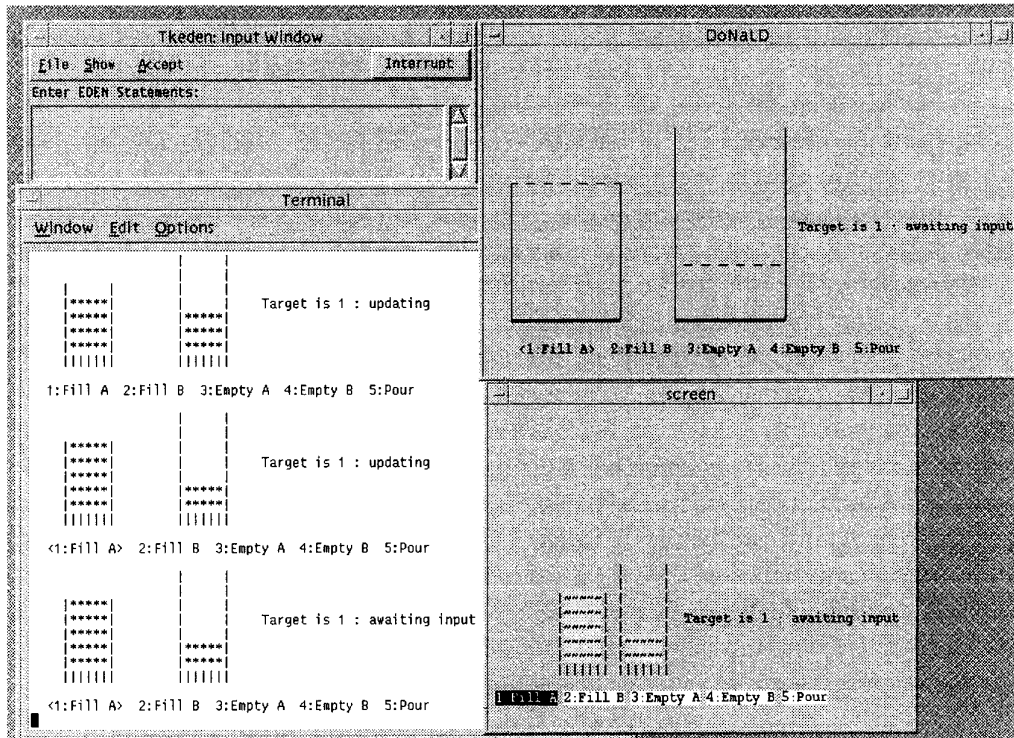 Tkeden: Input Window
File Show Accept Interrupt
Enter EDEN Statements:
Terminal
Window Edit Options
Target is 1 : updating
1:Fill A 2:Fill B 3:Empty A 4:Empty B 5:Pour
Target is 1 : updating
<1:Fill A> 2:Fill B 3:Empty A 4:Empty B 5:Pour
Target is 1 : awaiting input
<1:Fill A> 2:Fill B 3:Empty A 4:Empty B 5:Pour
DoNaLD
Target is 1 : awaiting input
<1:Fill A> 2:Fill B 3:Empty A 4:Empty B 5:Pour
screen
Target is 1 : awaiting input
1:Fill A 2:Fill B 3:Empty A 4:Empty B 5:Pour